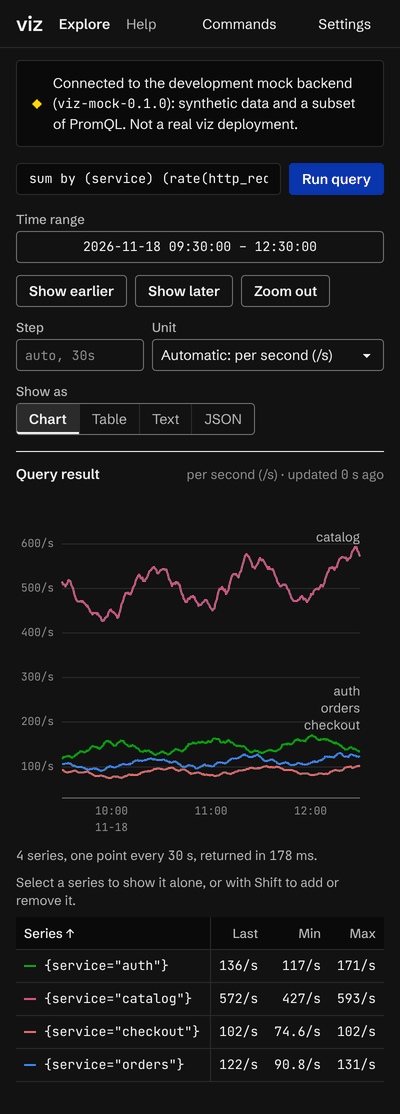 viz Explore Help Commands Settings
Connected to the development mock backend
(viz-mock-0.1.0): synthetic data and a subset
of PromQL. Not a real viz deployment.
sum by (service) (rate(http_rec Run query
Time range
2026-11-18 09:30:00 – 12:30:00
Show earlier Show later Zoom out
Step Unit
auto, 30s Automatic: per second (/s)
Show as
Chart Table Text JSON
Query result per second (/s) · updated 0 s ago
catalog
600/s
500/s
400/s
300/s
auth
orders
200/s
checkout
100/s
10:00 11:00 12:00
11-18
4 series, one point every 30 s, returned in 178 ms.
Select a series to show it alone, or with Shift to add or
remove it.
Series ↑ Last Min Max
{service="auth"} 136/s 117/s 171/s
{service="catalog"} 572/s 427/s 593/s
{service="checkout"} 102/s 74.6/s 102/s
{service="orders"} 122/s 90.8/s 131/s